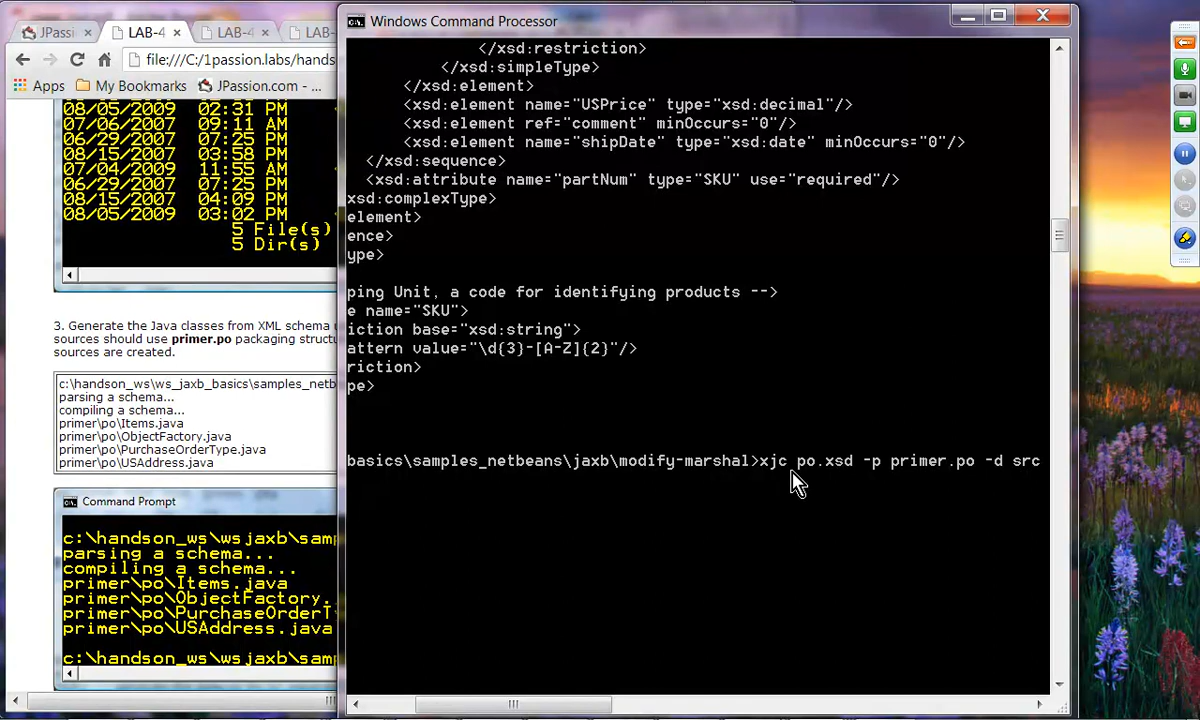 JPassi
LAB-4
LAB-4
LAB-
file:///C:/1passion.labs/hands
Apps
My Bookmarks
JPassion.com - ...
08/05/2009 02:31 PM
07/06/2007 09:11 AM
06/29/2007 07:25 PM
08/15/2007 03:58 PM
07/04/2009 11:55 AM
06/29/2007 07:25 PM
08/15/2007 04:09 PM
08/05/2009 03:02 PM
5 File(s)
5 Dir(s)
3. Generate the Java classes from XML schema
sources should use primer.po packaging structu
sources are created.
c:\handson_ws\ws_jaxb_basics\samples_netb
parsing a schema...
compiling a schema...
primer\po\Items.java
primer\po\ObjectFactory.java
primer\po\PurchaseOrderType.java
primer\po\USAddress.java
Command Prompt
c:\handson_ws\wsjaxb\sam
parsing a schema...
compiling a schema...
primer\po\Items.java
primer\po\ObjectFactory.
primer\po\PurchaseOrderT
primer\po\USAddress.java
c:\handson_ws\wsjaxb\sam
Windows Command Processor
</xsd:restriction>
</xsd:simpleType>
</xsd:element>
<xsd:element name="USPrice" type="xsd:decimal"/>
<xsd:element ref="comment" minOccurs="0"/>
<xsd:element name="shipDate" type="xsd:date" minOccurs="0"/>
</xsd:sequence>
<xsd:attribute name="partNum" type="SKU" use="required"/>
xsd:complexType>
element>
ence>
ype>
ping Unit, a code for identifying products -->
e name="SKU">
iction base="xsd:string">
attern value="\d{3}-[A-Z]{2}"/>
riction>
pe>
basics\samples_netbeans\jaxb\modify-marshal>xjc po.xsd -p primer.po -d src